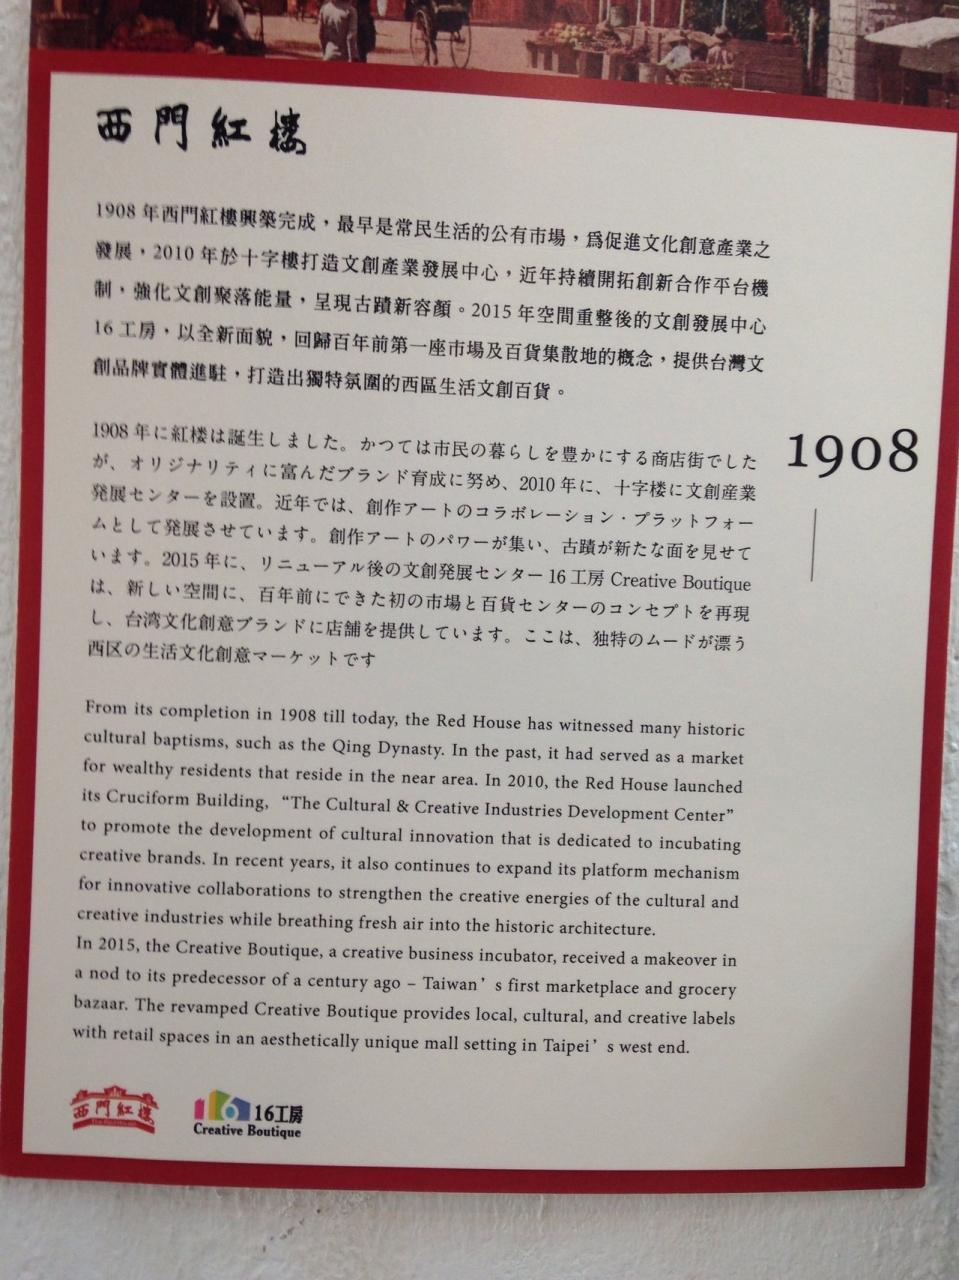 西門紅樓
1908 年西門紅樓興築完成，最早是常民生活的公有市場，為促進文化創意產業之
發展，2010 年於十字樓打造文創產業發展中心，近年持續開拓創新合作平台機
制，強化文創聚落能量，呈現古蹟新容顏。2015 年空間重整後的文創發展中心
16 工房，以全新面貌，回歸百年前第一座市場及百貨集散地的概念，提供台灣文
創品牌實體進駐，打造出獨特氛圍的西區生活文創百貨。
1908 年に紅楼は誕生しました。かつては市民の暮らしを豊かにする商店街でした
が、オリジナリティに富んだブランド育成に努め、2010 年に、十字楼に文創産業
発展センターを設置。近年では、創作アートのコラボレーション・プラットフォー
ムとして発展させています。創作アートのパワーが集い、古蹟が新たな面を見せて
います。2015 年に、リニューアル後の文創発展センター 16 工房 Creative Boutique
は、新しい空間に、百年前にできた初の市場と百貨センターのコンセプトを再現
し、台湾文化創意ブランドに店舗を提供しています。ここは、独特のムードが漂う
西区の生活文化創意マーケットです
1908
From its completion in 1908 till today, the Red House has witnessed many historic
cultural baptisms, such as the Qing Dynasty. In the past, it had served as a market
for wealthy residents that reside in the near area. In 2010, the Red House launched
its Cruciform Building, “The Cultural & Creative Industries Development Center”
to promote the development of cultural innovation that is dedicated to incubating
creative brands. In recent years, it also continues to expand its platform mechanism
for innovative collaborations to strengthen the creative energies of the cultural and
creative industries while breathing fresh air into the historic architecture.
In 2015, the Creative Boutique, a creative business incubator, received a makeover in
a nod to its predecessor of a century ago – Taiwan’s first marketplace and grocery
bazaar. The revamped Creative Boutique provides local, cultural, and creative labels
with retail spaces in an aesthetically unique mall setting in Taipei’s west end.
西門紅樓
16 16工房
Creative Boutique